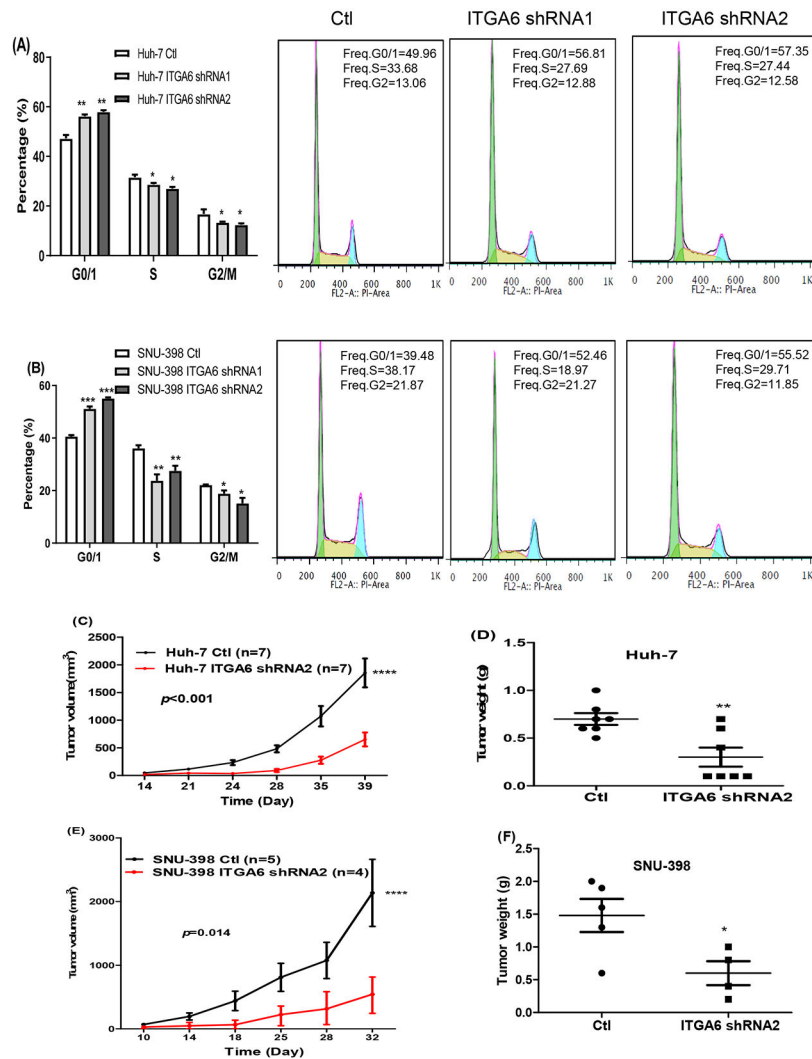 Ctl ITGA6 shRNA1 ITGA6 shRNA2
(A)
Huh-7 Ctl
Huh-7 ITGA6 shRNA1
Huh-7 ITGA6 shRNA2
Percentage (%)
80
60
40
20
0
** **
* *
* *
G0/1 S G2/M
Freq.G0/1=49.96
Freq.S=33.68
Freq.G2=13.06
0 200 400 600 800 1K
FL2-A:: PI-Area
Freq.G0/1=56.81
Freq.S=27.69
Freq.G2=12.88
0 200 400 600 800 1K
FL2-A:: PI-Area
Freq.G0/1=57.35
Freq.S=27.44
Freq.G2=12.58
0 200 400 600 800 1K
FL2-A:: PI-Area
(B)
SNU-398 Ctl
SNU-398 ITGA6 shRNA1
SNU-398 ITGA6 shRNA2
Percentage (%)
60
40
20
0
*** ***
** **
* *
G0/1 S G2/M
Freq.G0/1=39.48
Freq.S=38.17
Freq.G2=21.87
0 200 400 600 800 1K
FL2-A:: PI-Area
Freq.G0/1=52.46
Freq.S=18.97
Freq.G2=21.27
0 200 400 600 800 1K
FL2-A:: PI-Area
Freq.G0/1=55.52
Freq.S=29.71
Freq.G2=11.85
0 200 400 600 800 1K
FL2-A:: PI-Area
(C)
Huh-7 Ctl (n=7)
Huh-7 ITGA6 shRNA2 (n=7)
p<0.001
****
Tumor volume(mm³)
2500
2000
1500
1000
500
0
14 21 24 28 35 39
Time (Day)
(D)
Huh-7
Tumor weight (g)
1.5
1.0
0.5
0.0
**
Ctl ITGA6 shRNA2
(E)
SNU-398 Ctl (n=5)
SNU-398 ITGA6 shRNA2 (n=4)
p=0.014
****
Tumor volume(mm³)
3000
2000
1000
0
10 14 18 25 28 32
Time (Day)
(F)
SNU-398
Tumor weight (g)
2.5
2.0
1.5
1.0
0.5
0.0
*
Ctl ITGA6 shRNA2